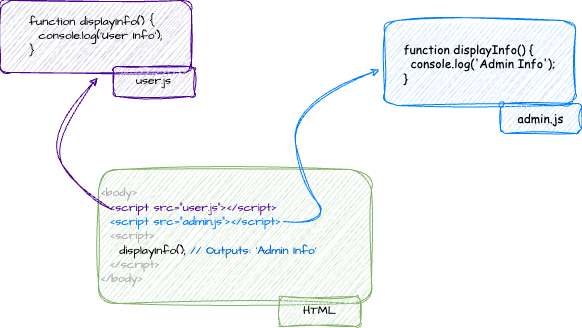 function displayInfo() {
console.log('User Info');
}
user.js
function displayInfo() {
console.log('Admin Info');
}
admin.js
<body>
<script src="user.js"></script>
<script src="admin.js"></script>
<script>
displayInfo(); // Outputs: 'Admin Info'
</script>
</body>
HTML